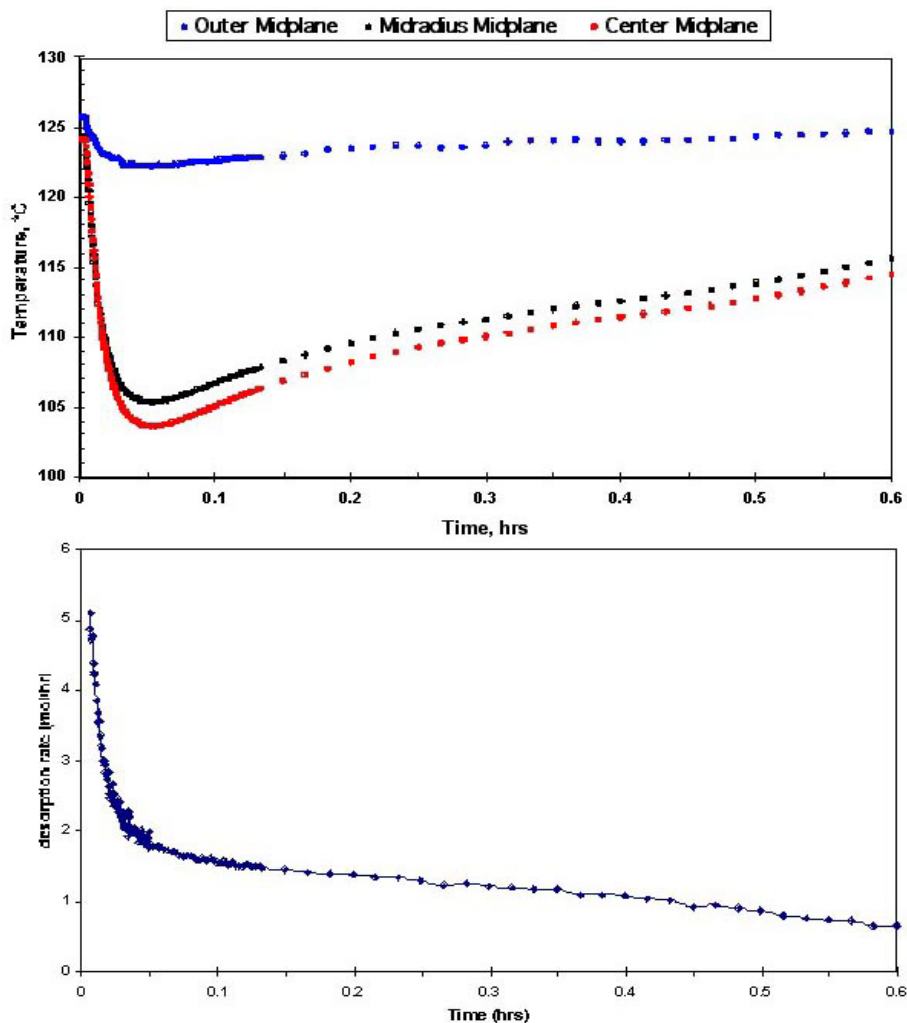 Outer Midplane Midradius Midplane Center Midplane
130
125
120
115
110
105
100
Temperature, °C
0 0.1 0.2 0.3 0.4 0.5 0.6
Time, hrs
6
5
4
3
2
1
0
desorption rate (mol/hr)
0 0.1 0.2 0.3 0.4 0.5 0.6
Time (hrs)